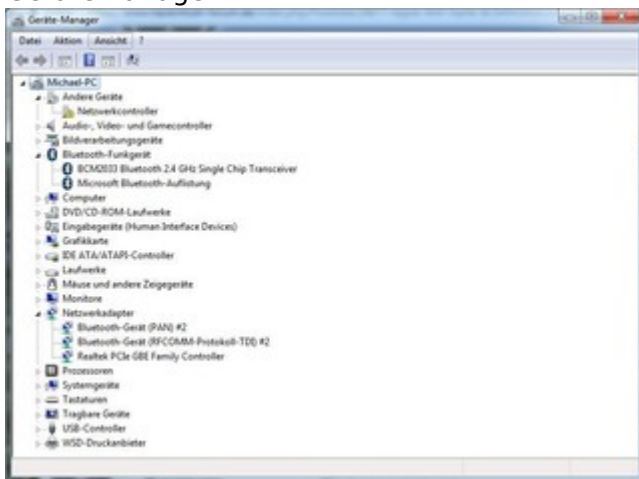 Geräte-Manager
Datei Aktion Ansicht ?
Michael-PC
Andere Geräte
Netzwerkcontroller
Audio-, Video- und Gamecontroller
Bildverarbeitungsgeräte
Bluetooth-Funkgerät
BCM2033 Bluetooth 2.4 GHz Single Chip Transceiver
Microsoft Bluetooth-Auflistung
Computer
DVD/CD-ROM-Laufwerke
Eingabegeräte (Human Interface Devices)
Grafikkarte
IDE ATA/ATAPI-Controller
Laufwerke
Mäuse und andere Zeigegeräte
Monitore
Netzwerkadapter
Bluetooth-Gerät (PAN) #2
Bluetooth-Gerät (RFCOMM-Protokoll-TDI) #2
Realtek PCIe GBE Family Controller
Prozessoren
Systemgeräte
Tastaturen
Tragbare Geräte
USB-Controller
WSD-Druckanbieter